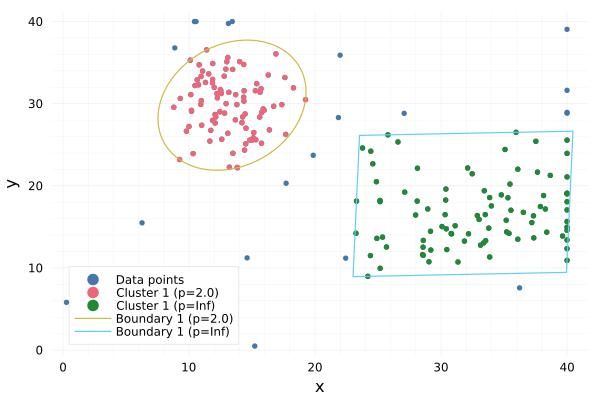 40
30
20
10
0
y
Data points
Cluster 1 (p=2.0)
Cluster 1 (p=Inf)
Boundary 1 (p=2.0)
Boundary 1 (p=Inf)
0 10 20 30 40
x